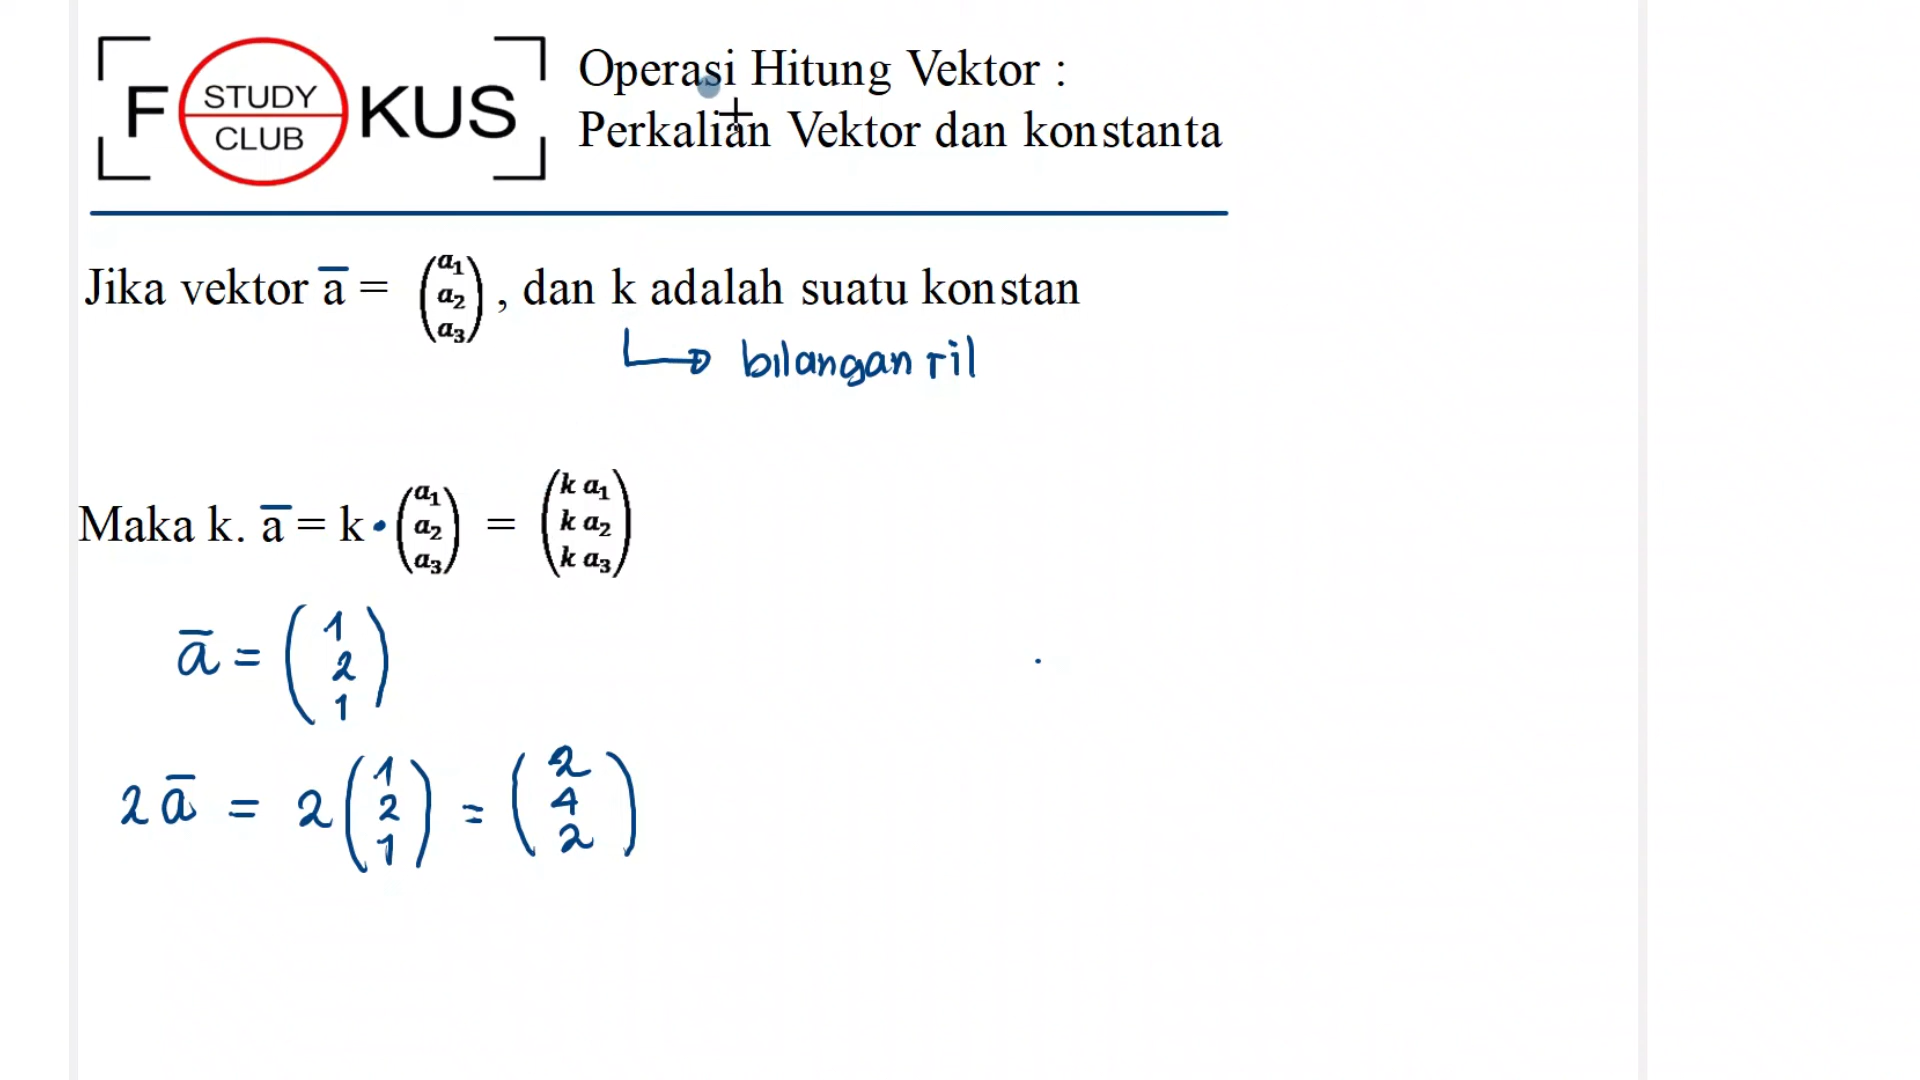 F STUDY CLUB KUS
Operasi Hitung Vektor :
Perkalian Vektor dan konstanta
Jika vektor a̅ = (a₁ a₂ a₃) , dan k adalah suatu konstan
bilangan ril
Maka k. a̅ = k • (a₁ a₂ a₃) = (k a₁ k a₂ k a₃)
a̅ = (1 2 1)
2 a̅ = 2 (1 2 1) = (2 4 2)